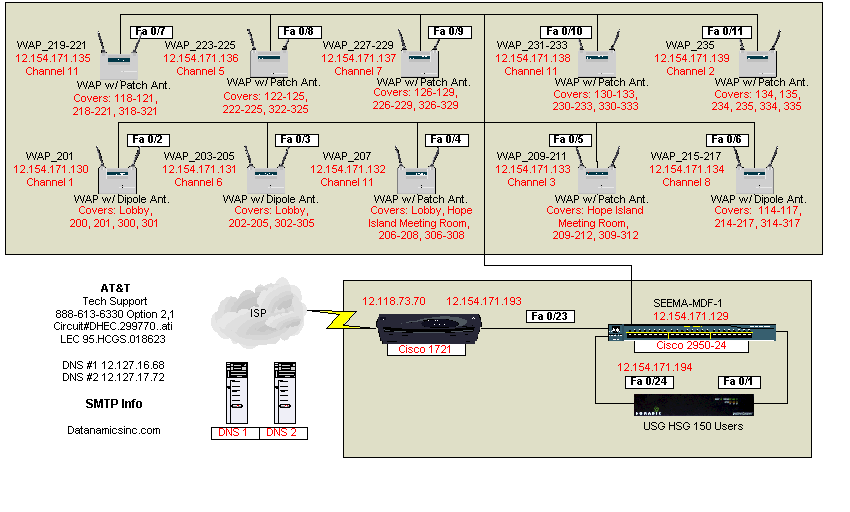 Fa 0/7
Fa 0/8
Fa 0/9
Fa 0/10
Fa 0/11
WAP_219-221
12.154.171.135
Channel 11
WAP w/ Patch Ant.
Covers: 118-121,
218-221, 318-321
WAP_223-225
12.154.171.136
Channel 5
WAP w/ Patch Ant.
Covers: 122-125,
222-225, 322-325
WAP_227-229
12.154.171.137
Channel 7
WAP w/ Patch Ant.
Covers: 126-129,
226-229, 326-329
WAP_231-233
12.154.171.138
Channel 11
WAP w/ Patch Ant.
Covers: 130-133,
230-233, 330-333
WAP_235
12.154.171.139
Channel 2
WAP w/ Patch Ant.
Covers: 134, 135,
234, 235, 334, 335
Fa 0/2
Fa 0/3
Fa 0/4
Fa 0/5
Fa 0/6
WAP_201
12.154.171.130
Channel 1
WAP w/ Dipole Ant.
Covers: Lobby,
200, 201, 300, 301
WAP_203-205
12.154.171.131
Channel 6
WAP w/ Dipole Ant.
Covers: Lobby,
202-205, 302-305
WAP_207
12.154.171.132
Channel 11
WAP w/ Patch Ant.
Covers: Lobby, Hope
Island Meeting Room,
206-208, 306-308
WAP_209-211
12.154.171.133
Channel 3
WAP w/ Patch Ant.
Covers: Hope Island
Meeting Room,
209-212, 309-312
WAP_215-217
12.154.171.134
Channel 8
WAP w/ Dipole Ant.
Covers: 114-117,
214-217, 314-317
AT&T
Tech Support
888-613-6330 Option 2,1
Circuit#DHEC.299770..ati
LEC 95.HCGS.018623
DNS #1 12.127.16.68
DNS #2 12.127.17.72
SMTP Info
Datanamicsinc.com
ISP
DNS 1
DNS 2
12.118.73.70
12.154.171.193
Cisco 1721
Fa 0/23
SEEMA-MDF-1
12.154.171.129
Cisco 2950-24
12.154.171.194
Fa 0/24
Fa 0/1
USG HSG 150 Users